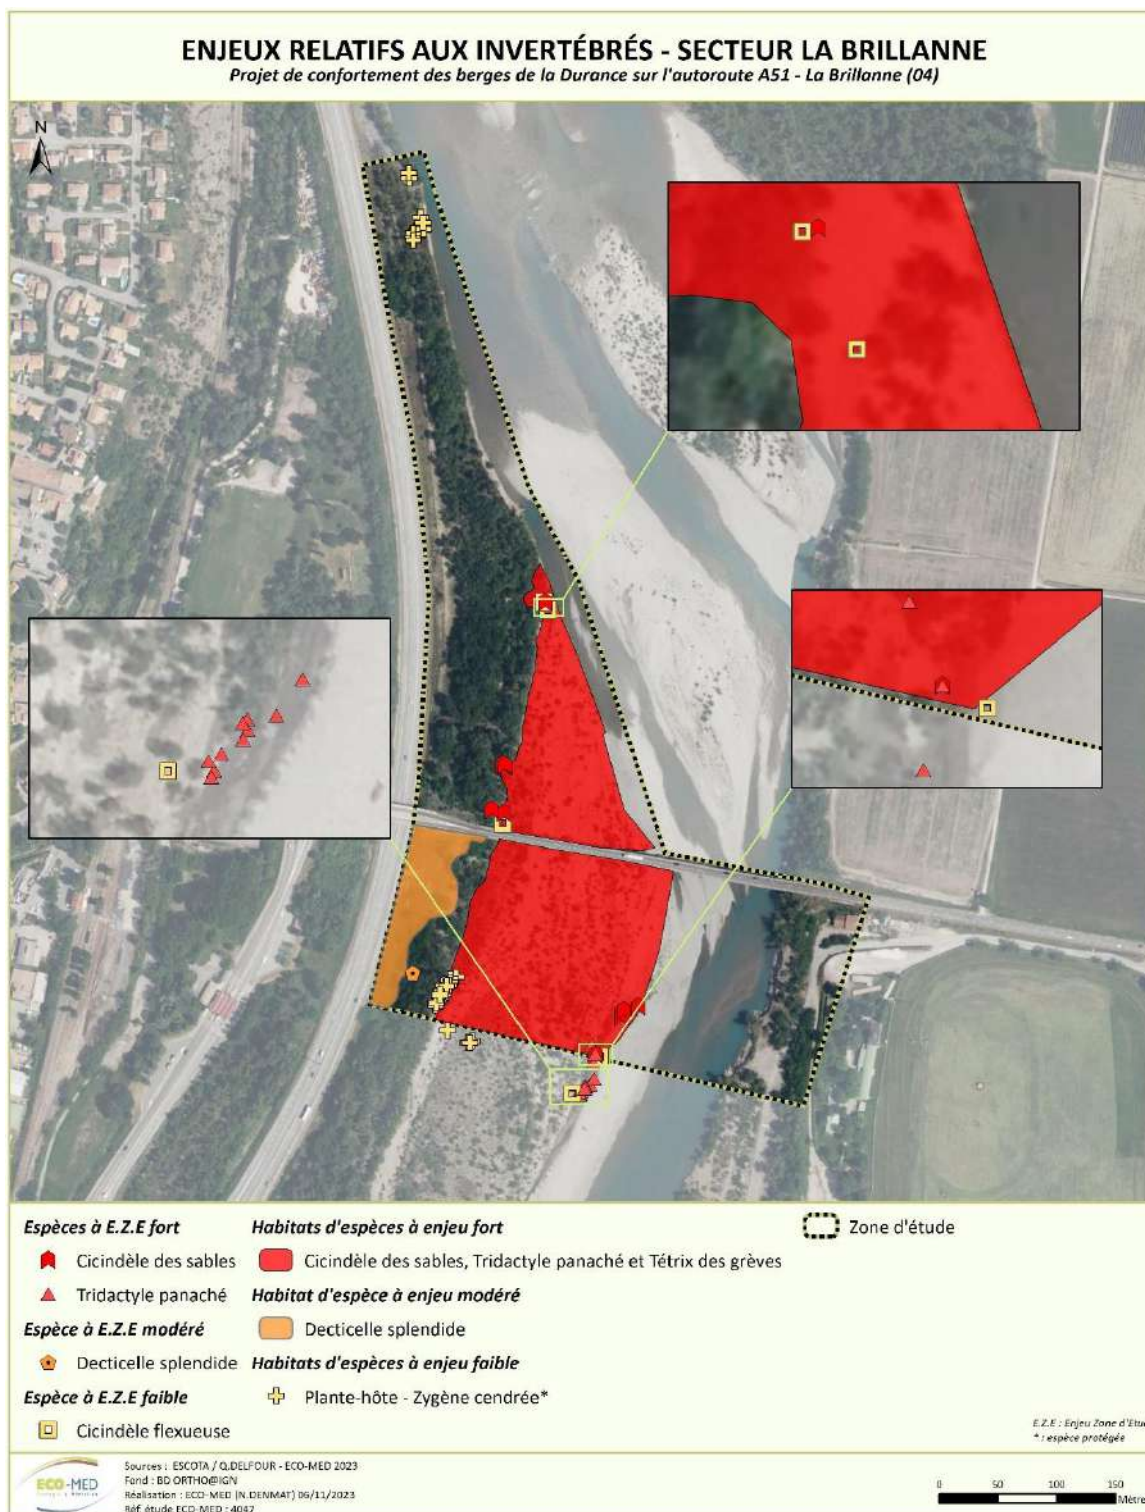 ENJEUX RELATIFS AUX INVERTÉBRÉS - SECTEUR LA BRILLANNE
Projet de confortement des berges de la Durance sur l'autoroute A51 - La Brillanne (04)
N
Espèces à E.Z.E fort
Cicindèle des sables
Tridactyle panaché
Espèce à E.Z.E modéré
Decticelle splendide
Espèce à E.Z.E faible
Cicindèle flexueuse
Habitats d'espèces à enjeu fort
Cicindèle des sables, Tridactyle panaché et Tétrix des grèves
Habitat d'espèce à enjeu modéré
Decticelle splendide
Habitats d'espèces à enjeu faible
Plante-hôte - Zygène cendrée*
Zone d'étude
E.Z.E : Enjeu Zone d'Etu
* : espèce protégée
ECO-MED
Sources : ESCOTA / Q.DELFOUR - ECO-MED 2023
Fond : BD ORTHO@IGN
Réalisation : ECO-MED (N.DENMAT) 06/11/2023
Réf. étude ECO-MED : 4047
0 50 100 150
Mètre